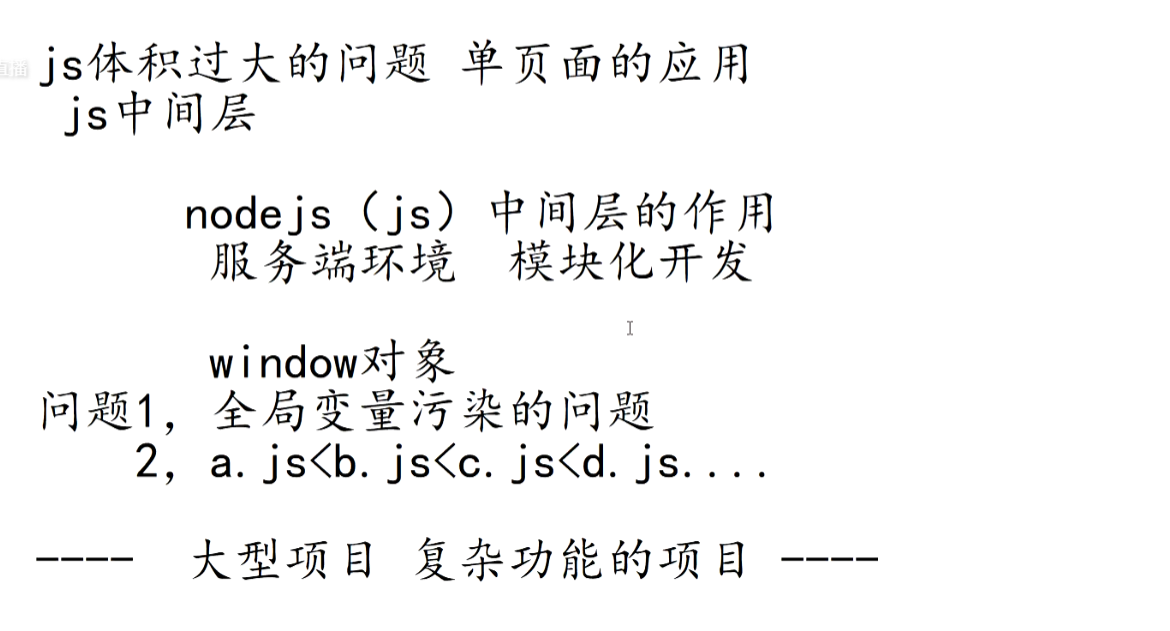 js体积过大的问题 单页面的应用
js中间层
nodejs（js）中间层的作用
服务端环境 模块化开发
window对象
问题1，全局变量污染的问题
2，a.js<b.js<c.js<d.js....
---- 大型项目 复杂功能的项目 ----